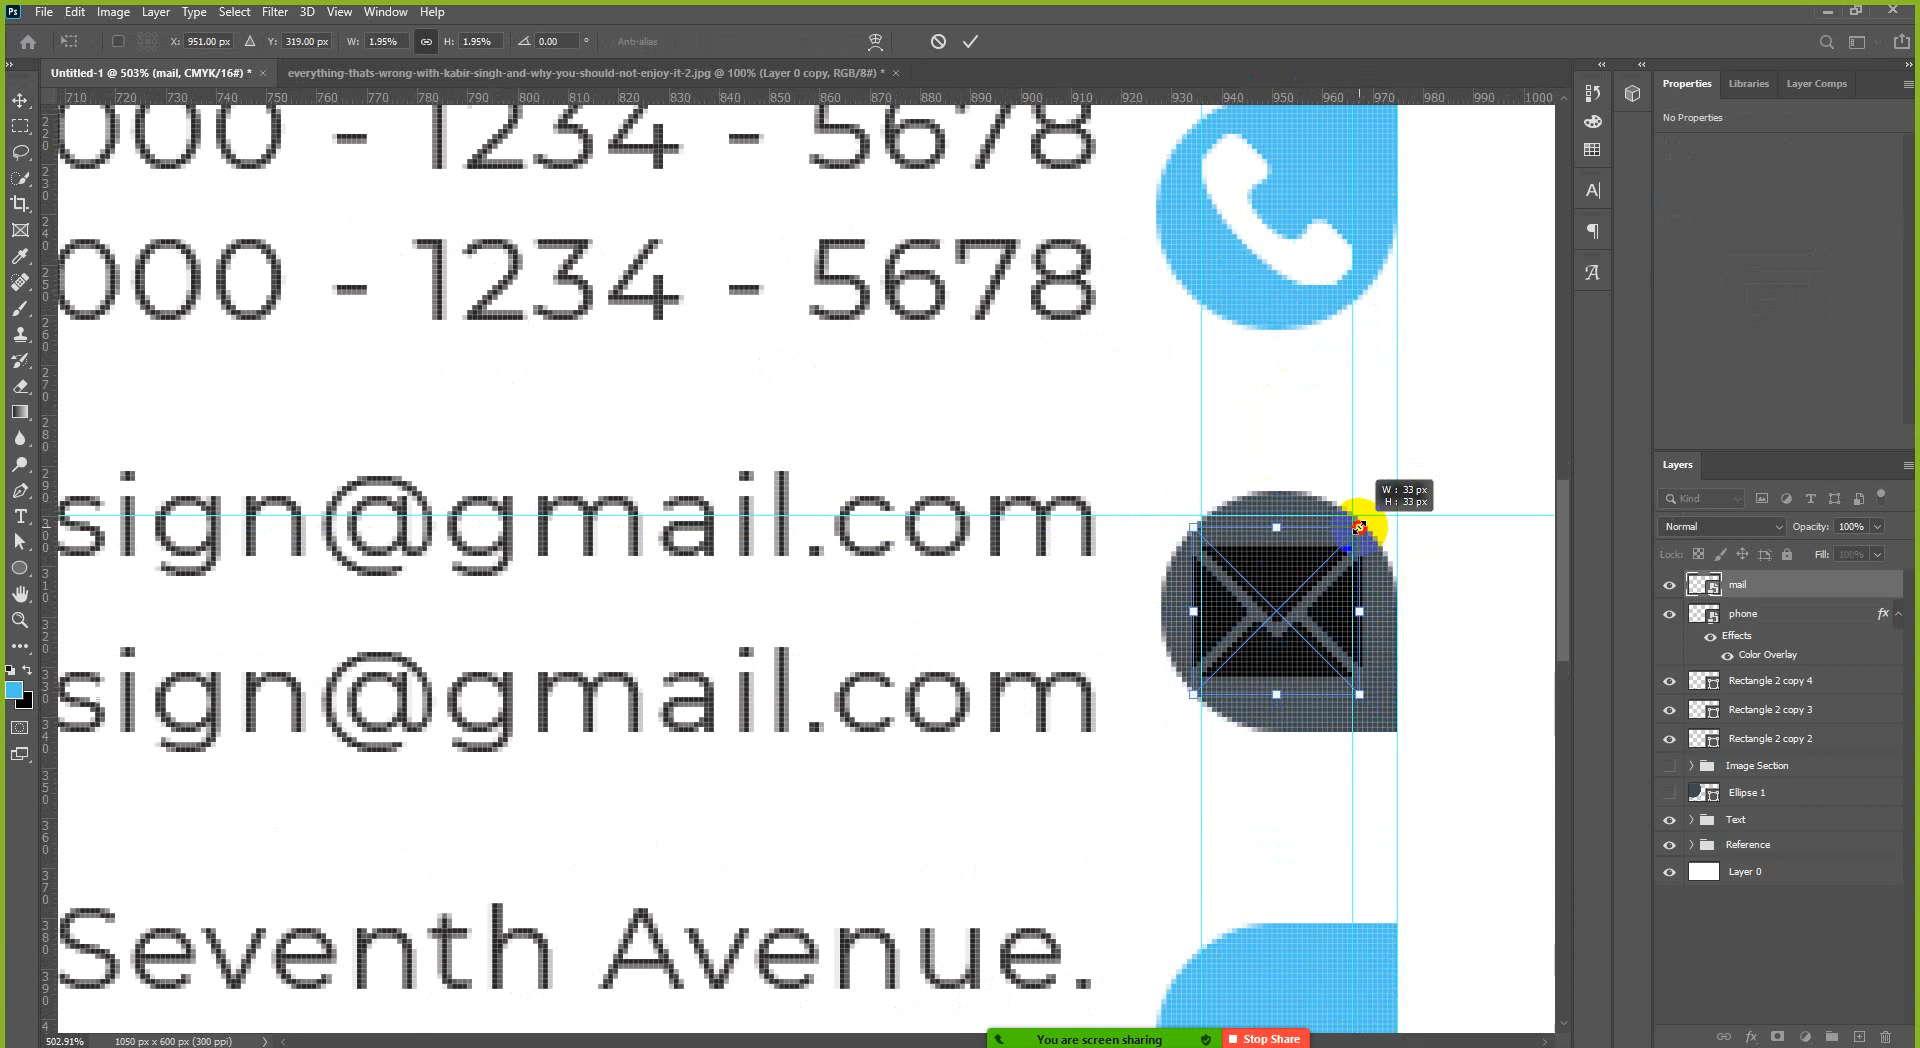 Ps File Edit Image Layer Type Select Filter 3D View Window Help
X: 951.00 px Y: 319.00 px W: 1.95% H: 1.95% 0.00 ° Anti-alias
Untitled-1 @ 503% (mail, CMYK/16#) * × everything-thats-wrong-with-kabir-singh-and-why-you-should-not-enjoy-it-2.jpg @ 100% (Layer 0 copy, RGB/8#) * ×
710 720 730 740 750 760 770 780 790 800 810 820 830 840 850 860 870 880 890 900 910 920 930 940 950 960 970 980 990 1000
000 - 1234 - 5678
000 - 1234 - 5678
sign@gmail.com
sign@gmail.com
Seventh Avenue.
W : 33 px
H : 33 px
Properties Libraries Layer Comps
No Properties
Layers
Kind
Normal Opacity: 100%
Lock: Fill: 100%
mail
phone fx
Effects
Color Overlay
Rectangle 2 copy 4
Rectangle 2 copy 3
Rectangle 2 copy 2
Image Section
Ellipse 1
Text
Reference
Layer 0
502.91% 1050 px x 600 px (300 ppi)
You are screen sharing Stop Share